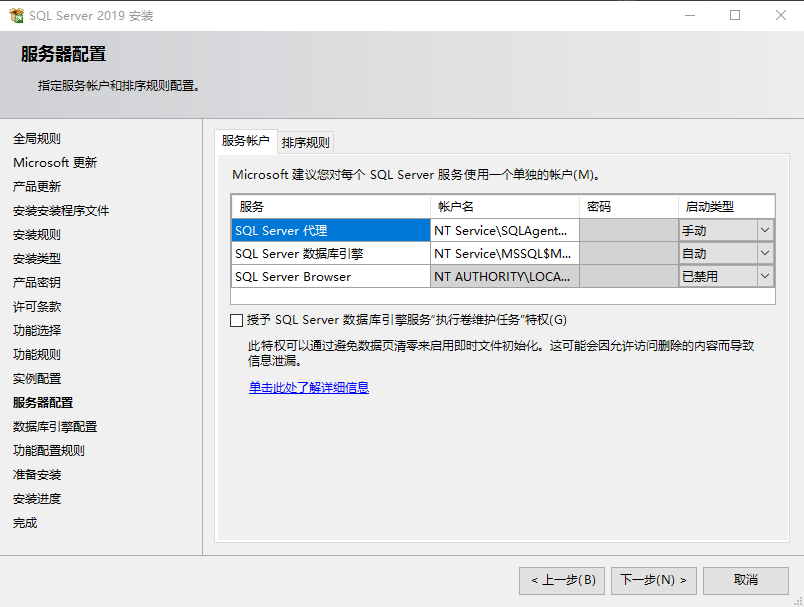 SQL Server 2019 安装
服务器配置
指定服务帐户和排序规则配置。
全局规则
Microsoft 更新
产品更新
安装安装程序文件
安装规则
安装类型
产品密钥
许可条款
功能选择
功能规则
实例配置
服务器配置
数据库引擎配置
功能配置规则
准备安装
安装进度
完成
服务帐户 排序规则
Microsoft 建议您对每个 SQL Server 服务使用一个单独的帐户(M)。
服务 帐户名 密码 启动类型
SQL Server 代理 NT Service\SQLAgent... 手动
SQL Server 数据库引擎 NT Service\MSSQL$M... 自动
SQL Server Browser NT AUTHORITY\LOCA... 已禁用
授予 SQL Server 数据库引擎服务“执行卷维护任务”特权(G)
此特权可以通过避免数据页清零来启用即时文件初始化。这可能会因允许访问删除的内容而导致
信息泄漏。
单击此处了解详细信息
< 上一步(B) 下一步(N) > 取消